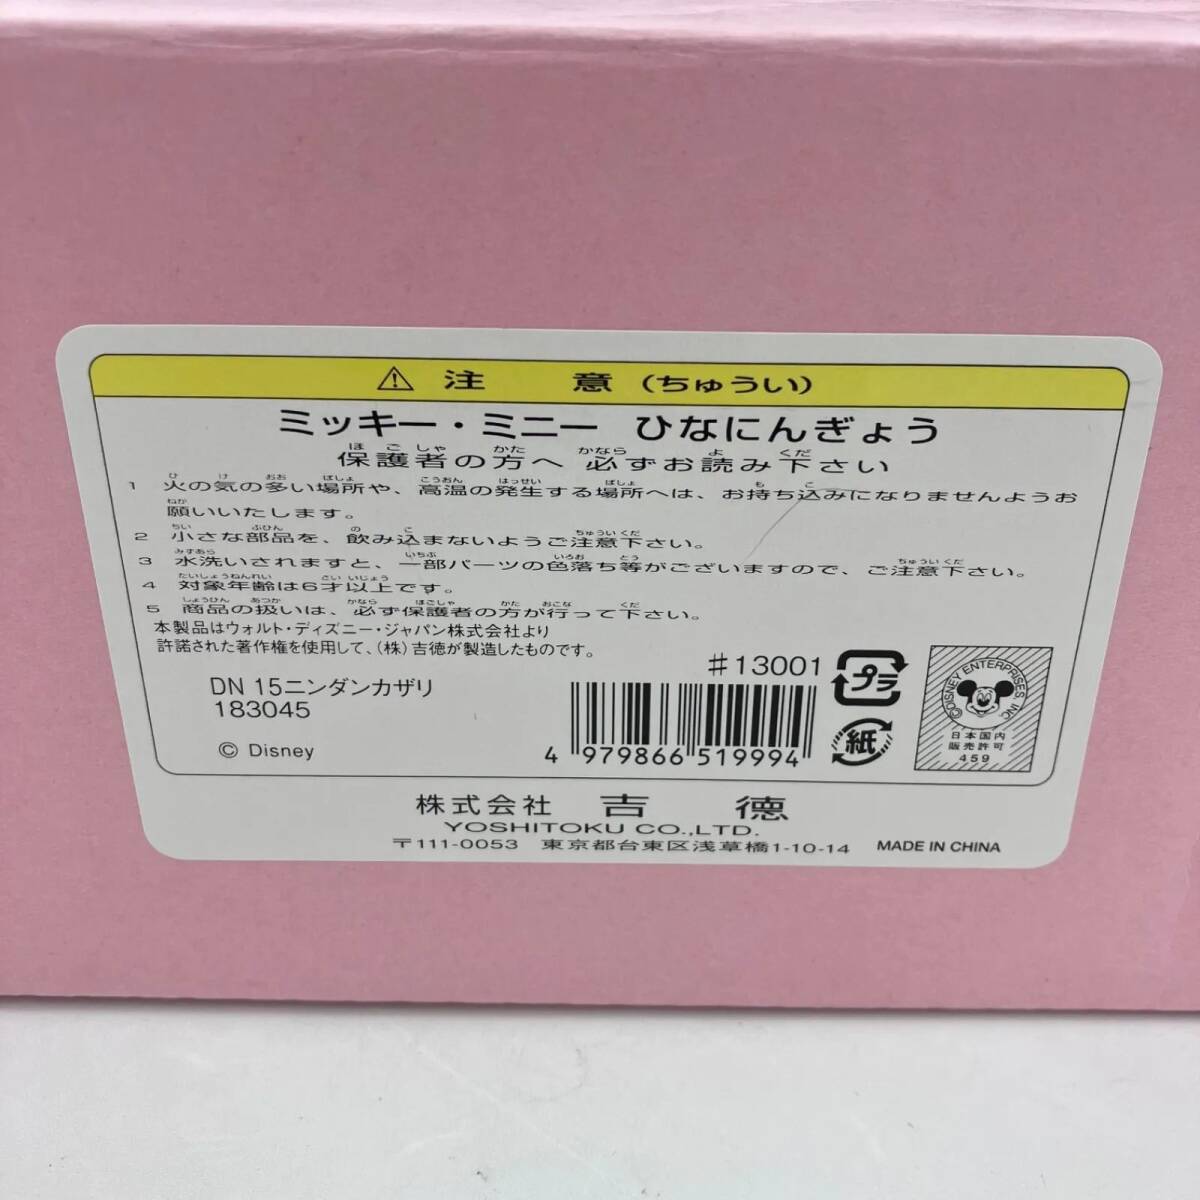 ⚠ 注 意 (ちゅうい)
ミッキー・ミニー ひなにんぎょう
保護者の方へ 必ずお読み下さい
1 火の気の多い場所や、高温の発生する場所へは、お持ち込みになりませんようお
願いいたします。
2 小さな部品を、飲み込まないようご注意下さい。
3 水洗いされますと、一部パーツの色落ち等がございますので、ご注意下さい。
4 対象年齢は6才以上です。
5 商品の扱いは、必ず保護者の方が行って下さい。
本製品はウォルト・ディズニー・ジャパン株式会社より
許諾された著作権を使用して、(株)吉徳が製造したものです。
DN 15ニンダンカザリ
183045
© Disney
#13001
4 979866 519994
プラ
紙
©DISNEY ENTERPRISES INC
日本国内
販売許可
459
株式会社 吉 徳
YOSHITOKU CO.,LTD.
〒111-0053 東京都台東区浅草橋1-10-14 MADE IN CHINA